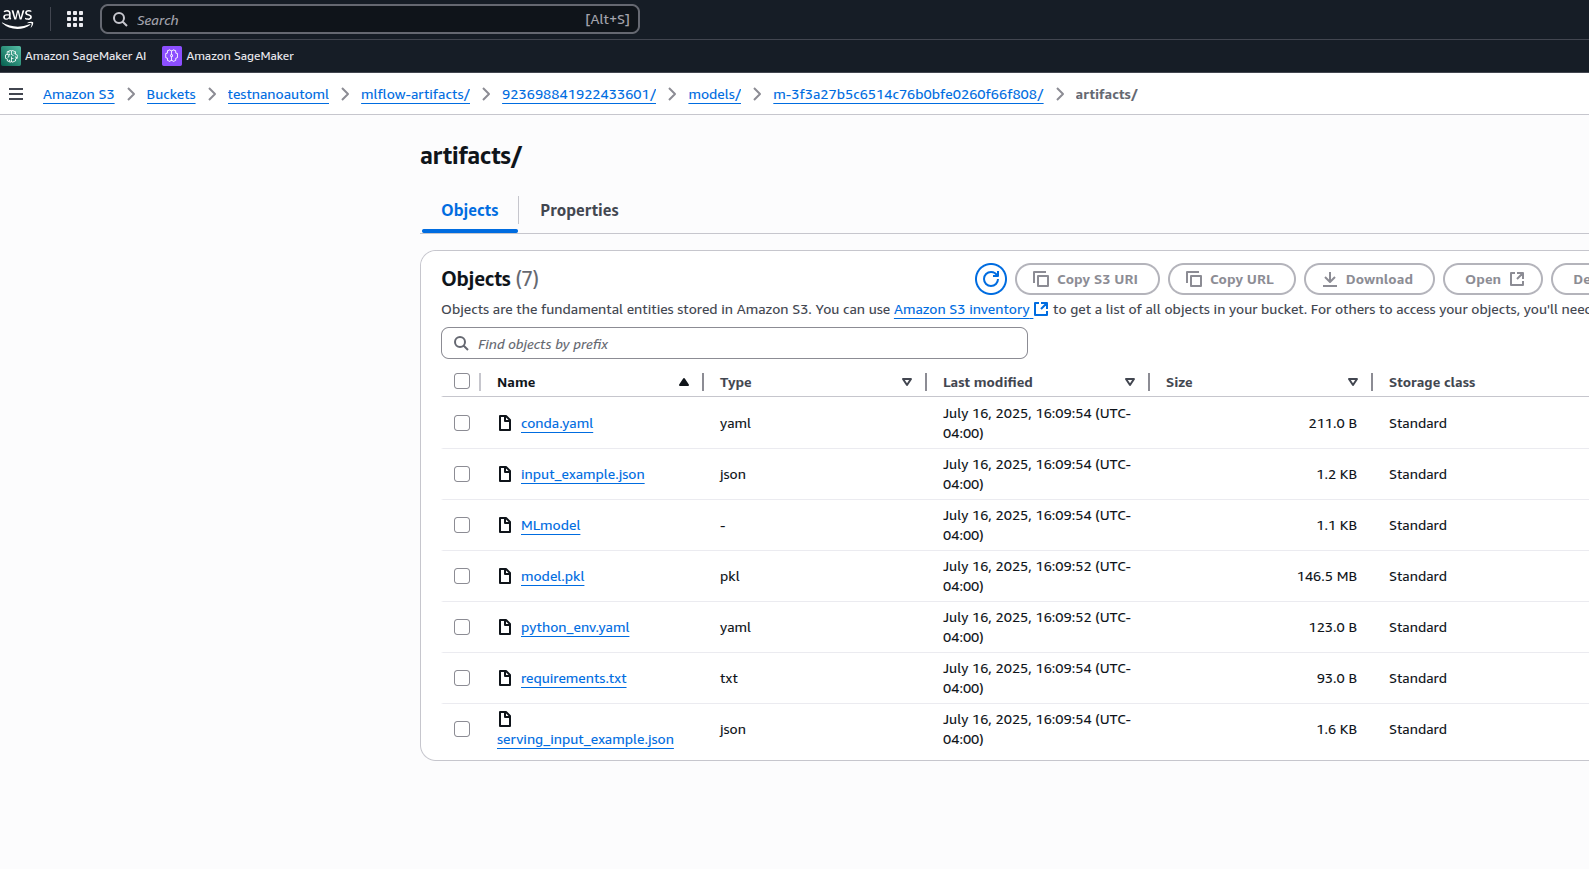 aws
Search [Alt+S]
Amazon SageMaker AI Amazon SageMaker
Amazon S3 Buckets testnanoautoml mlflow-artifacts/ 923698841922433601/ models/ m-3f3a27b5c6514c76b0bfe0260f66f808/ artifacts/
artifacts/
Objects Properties
Objects (7)
Copy S3 URI Copy URL Download Open De
Objects are the fundamental entities stored in Amazon S3. You can use Amazon S3 inventory to get a list of all objects in your bucket. For others to access your objects, you'll need
Find objects by prefix
Name Type Last modified Size Storage class
conda.yaml yaml July 16, 2025, 16:09:54 (UTC-
04:00) 211.0 B Standard
input_example.json json July 16, 2025, 16:09:54 (UTC-
04:00) 1.2 KB Standard
MLmodel - July 16, 2025, 16:09:54 (UTC-
04:00) 1.1 KB Standard
model.pkl pkl July 16, 2025, 16:09:52 (UTC-
04:00) 146.5 MB Standard
python_env.yaml yaml July 16, 2025, 16:09:52 (UTC-
04:00) 123.0 B Standard
requirements.txt txt July 16, 2025, 16:09:54 (UTC-
04:00) 93.0 B Standard
serving_input_example.json json July 16, 2025, 16:09:54 (UTC-
04:00) 1.6 KB Standard